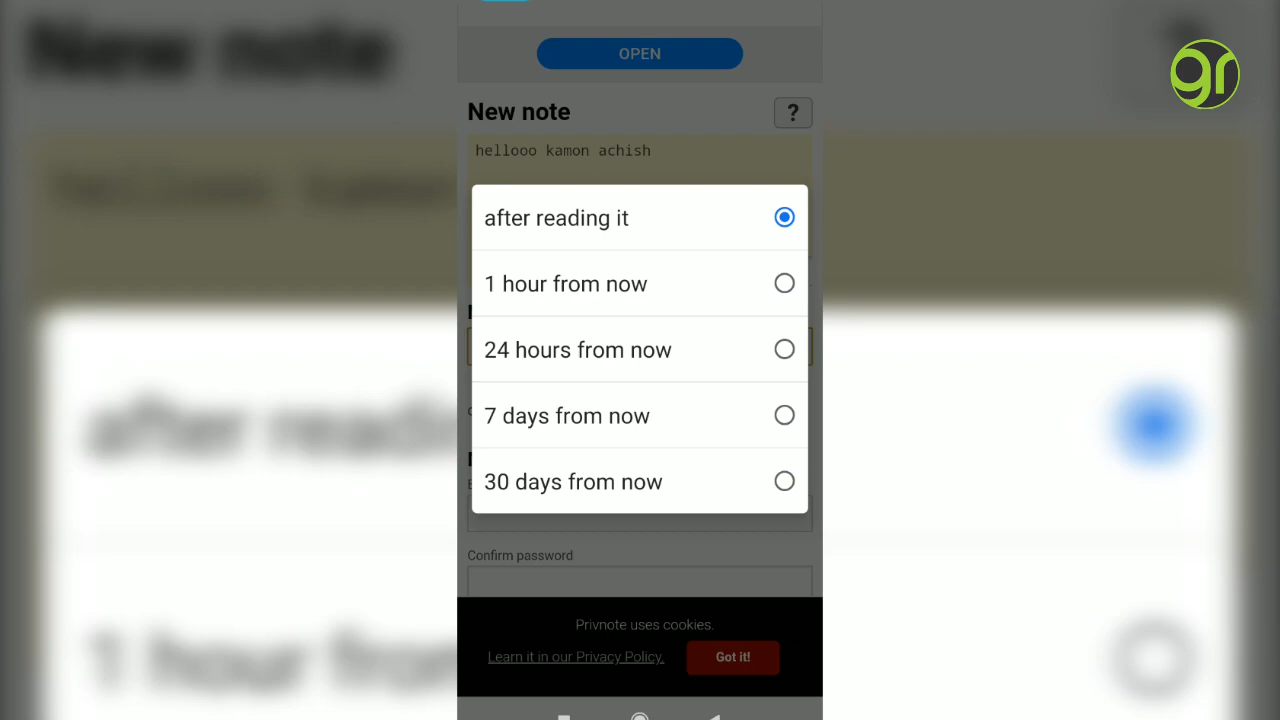 OPEN
New note
?
hellooo kamon achish
after reading it
1 hour from now
24 hours from now
7 days from now
30 days from now
Confirm password
Privnote uses cookies.
Learn it in our Privacy Policy.
Got it!
gr